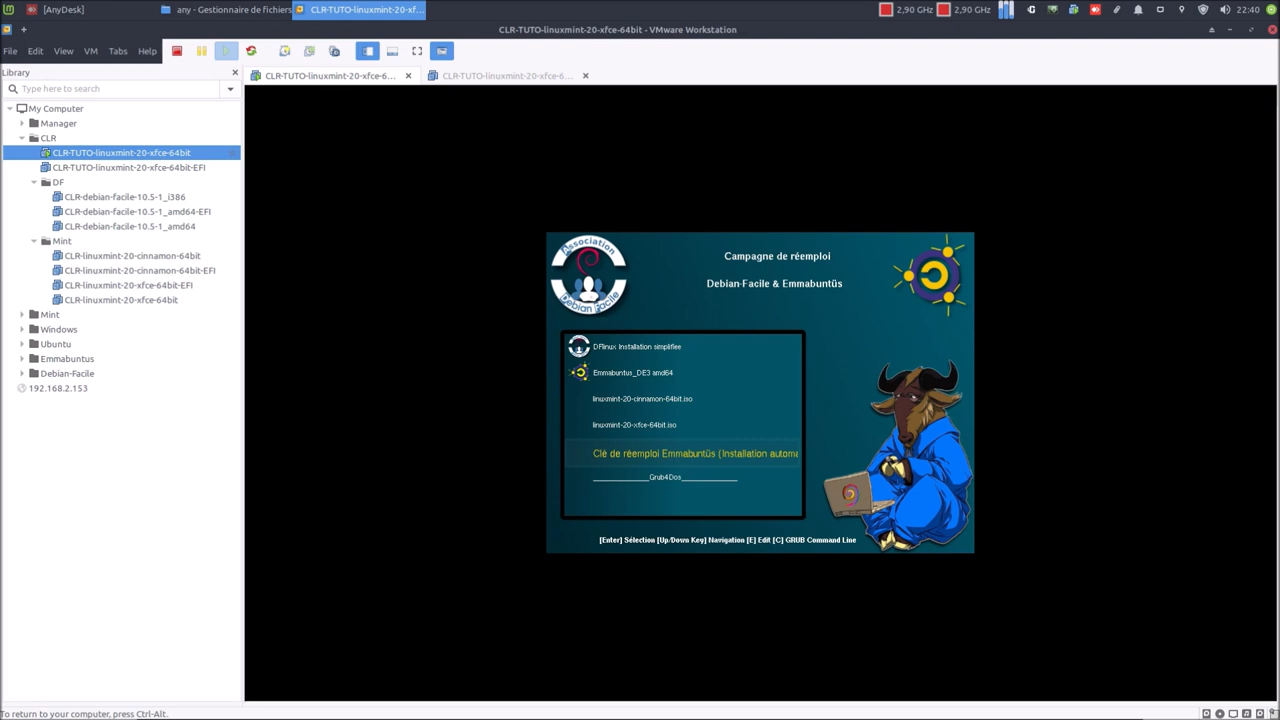 [AnyDesk]
any - Gestionnaire de fichiers
CLR-TUTO-linuxmint-20-xf...
2,90 GHz
2,90 GHz
22:40
CLR-TUTO-linuxmint-20-xfce-64bit - VMware Workstation
File Edit View VM Tabs Help
Library
CLR-TUTO-linuxmint-20-xfce-6...
CLR-TUTO-linuxmint-20-xfce-6...
Type here to search
My Computer
Manager
CLR
CLR-TUTO-linuxmint-20-xfce-64bit
CLR-TUTO-linuxmint-20-xfce-64bit-EFI
DF
CLR-debian-facile-10.5-1_i386
CLR-debian-facile-10.5-1_amd64-EFI
CLR-debian-facile-10.5-1_amd64
Mint
CLR-linuxmint-20-cinnamon-64bit
CLR-linuxmint-20-cinnamon-64bit-EFI
CLR-linuxmint-20-xfce-64bit-EFI
CLR-linuxmint-20-xfce-64bit
Mint
Windows
Ubuntu
Emmabuntus
Debian-Facile
192.168.2.153
Association
Debian Facile
Campagne de réemploi
Debian-Facile & Emmabuntüs
DFlinux Installation simplifiee
Emmabuntus_DE3 amd64
linuxmint-20-cinnamon-64bit.iso
linuxmint-20-xfce-64bit.iso
Clé de réemploi Emmabuntüs (Installation automa
_____________Grub4Dos_____________
[Enter] Sélection [Up/Down Key] Navigation [E] Edit [C] GRUB Command Line
To return to your computer, press Ctrl-Alt.